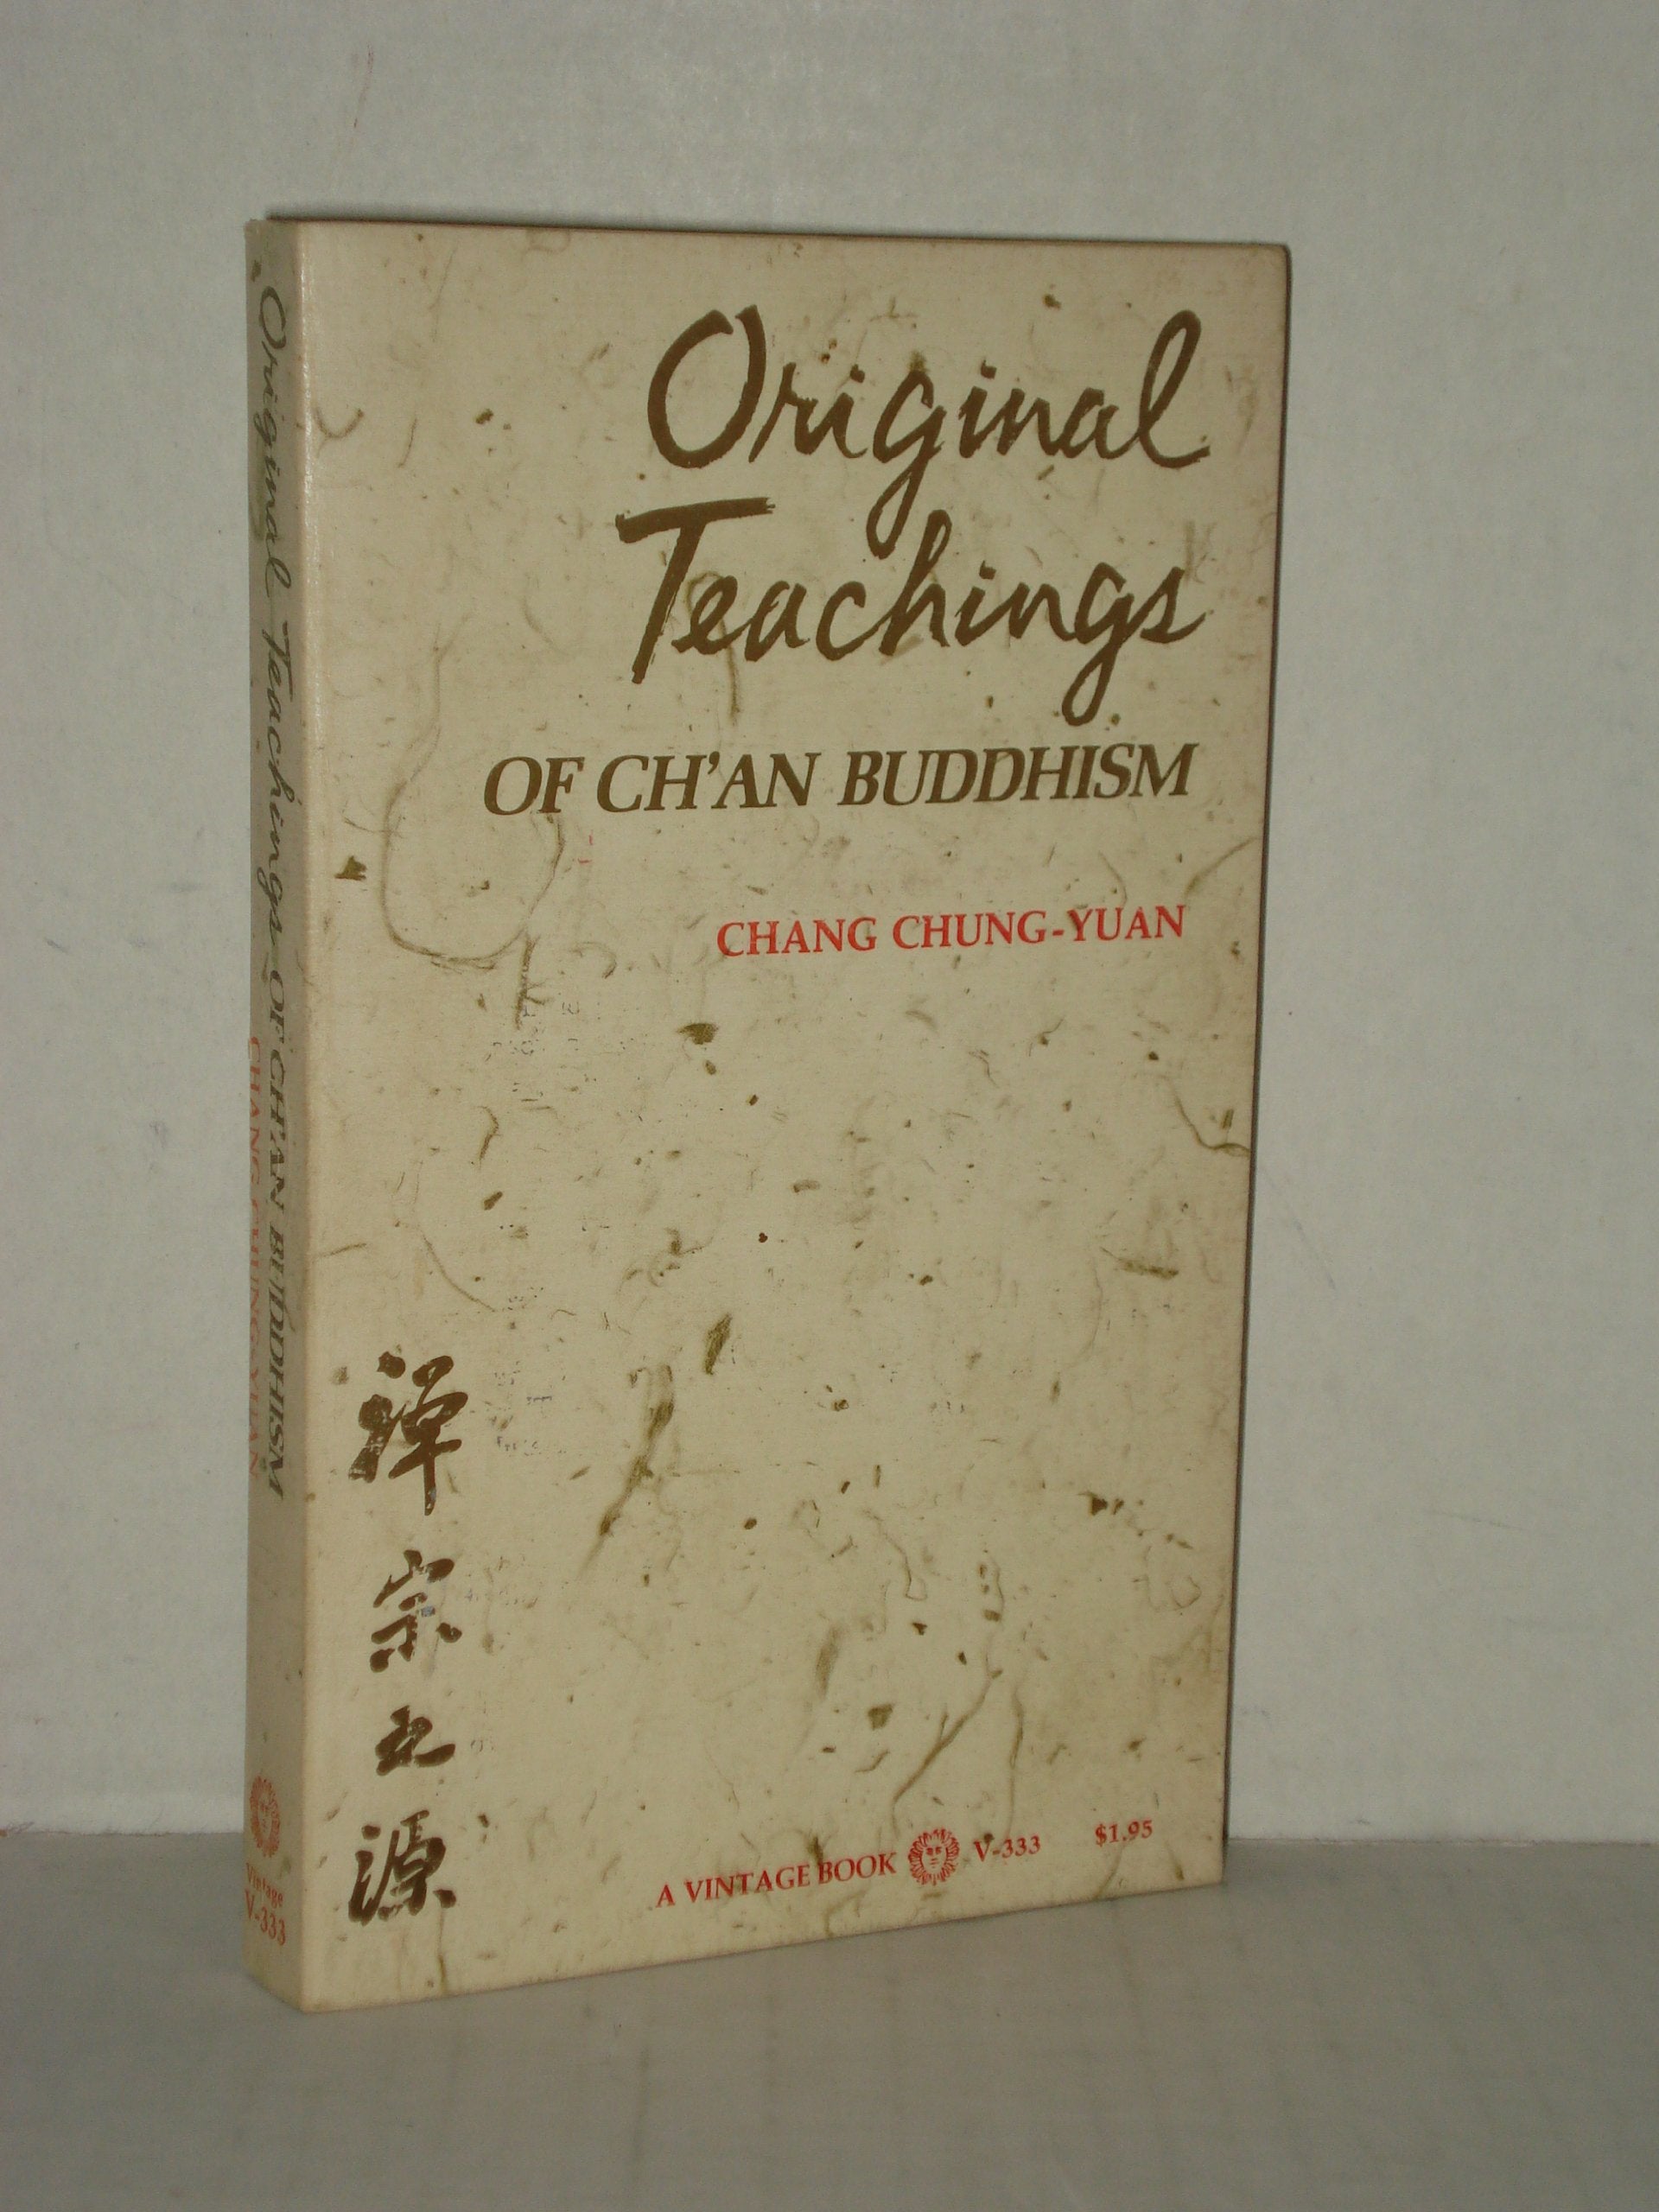 Original
Teachings
OF CH'AN BUDDHISM
CHANG CHUNG-YUAN
禪
宗
之
源
A VINTAGE BOOK V-333 $1.95
Original Teachings OF CH'AN BUDDHISM
CHANG CHUNG-YUAN
Vintage
V-333